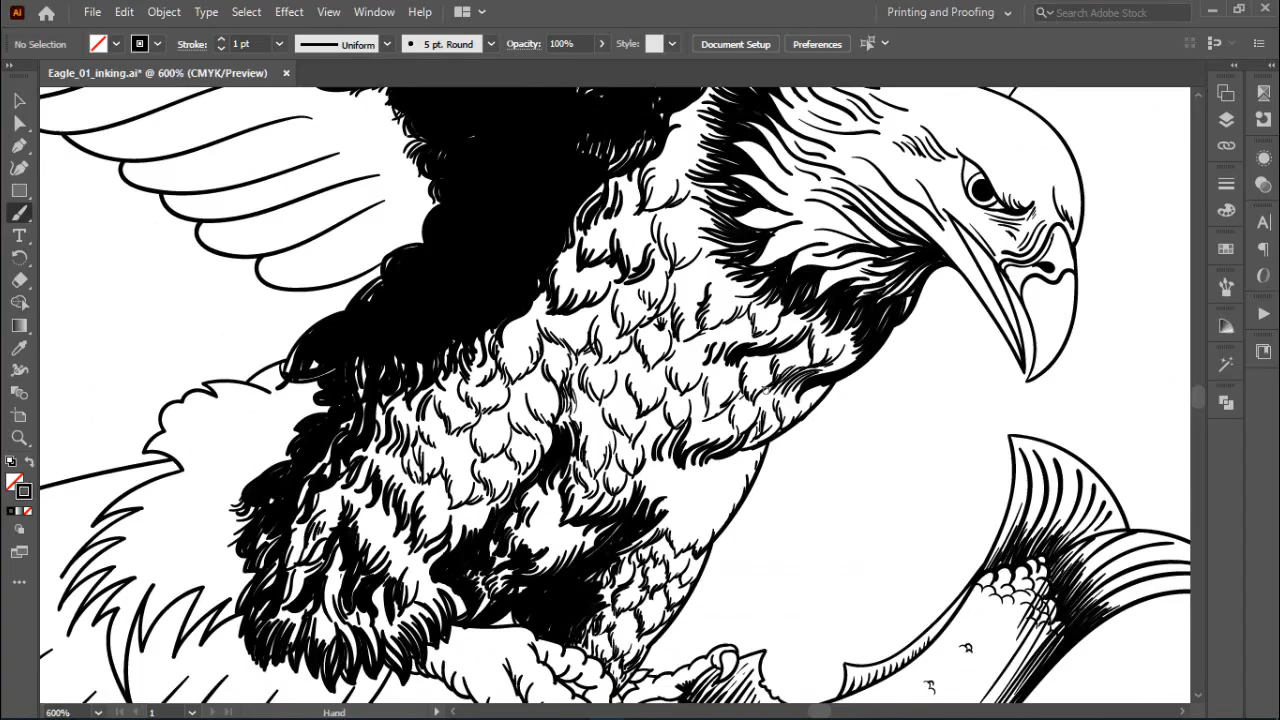 Ai File Edit Object Type Select Effect View Window Help Printing and Proofing Search Adobe Stock
No Selection Stroke: 1 pt Uniform 5 pt. Round Opacity: 100% Style: Document Setup Preferences
Eagle_01_inking.ai* @ 600% (CMYK/Preview)
600% 1 Hand